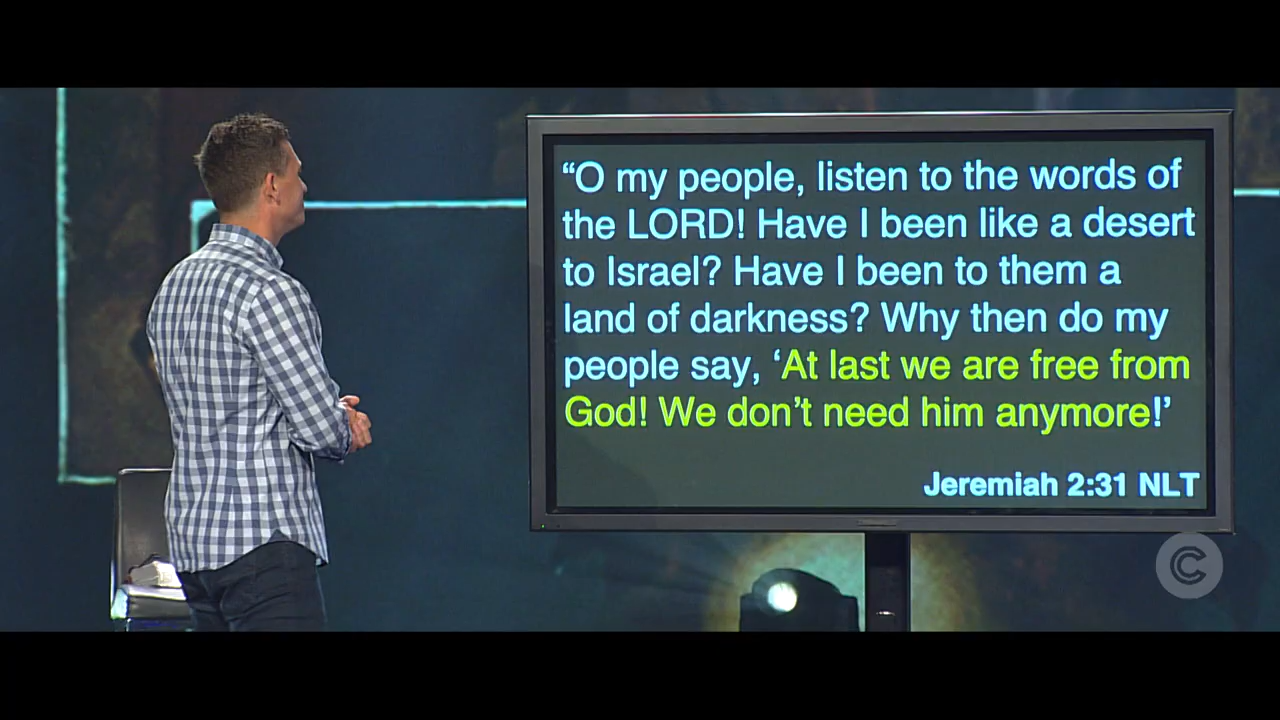 “O my people, listen to the words of
the LORD! Have I been like a desert
to Israel? Have I been to them a
land of darkness? Why then do my
people say, ‘At last we are free from
God! We don’t need him anymore!’
Jeremiah 2:31 NLT
C